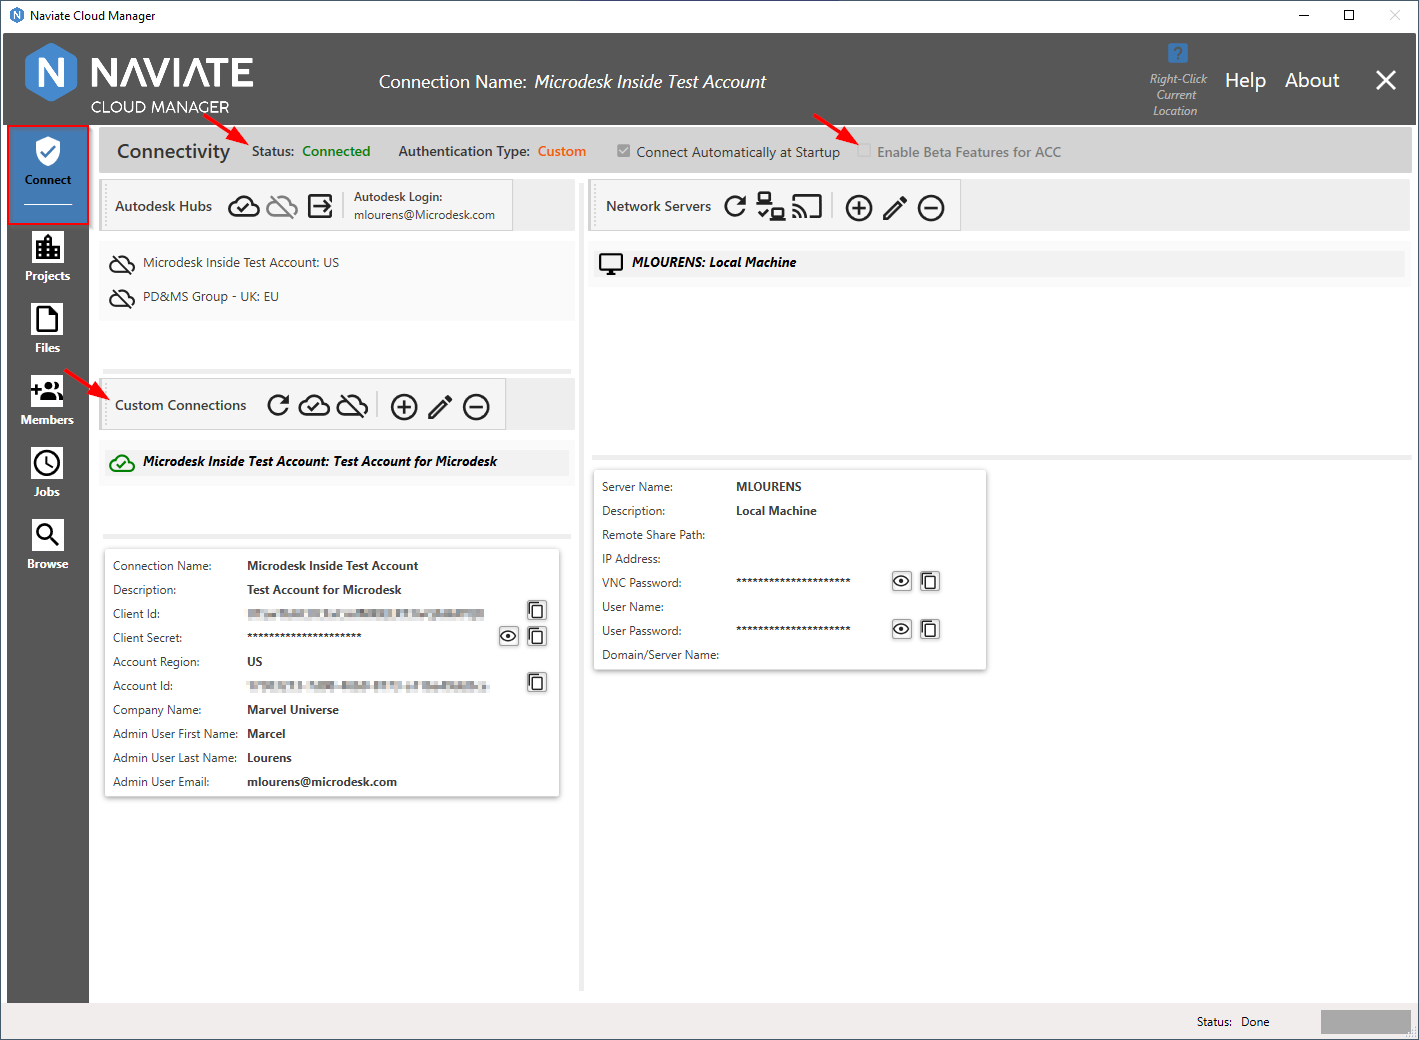 Naviate Cloud Manager
NAVIATE
CLOUD MANAGER
Connection Name: Microdesk Inside Test Account
?
Right-Click
Current
Location
Help
About
Connect
Projects
Files
Members
Jobs
Browse
Connectivity
Status: Connected
Authentication Type: Custom
Connect Automatically at Startup
Enable Beta Features for ACC
Autodesk Hubs
Autodesk Login:
mlourens@Microdesk.com
Microdesk Inside Test Account: US
PD&MS Group - UK: EU
Custom Connections
Microdesk Inside Test Account: Test Account for Microdesk
Connection Name: Microdesk Inside Test Account
Description: Test Account for Microdesk
Client Id:
Client Secret: *********************
Account Region: US
Account Id:
Company Name: Marvel Universe
Admin User First Name: Marcel
Admin User Last Name: Lourens
Admin User Email: mlourens@microdesk.com
Network Servers
MLOURENS: Local Machine
Server Name: MLOURENS
Description: Local Machine
Remote Share Path:
IP Address:
VNC Password: *********************
User Name:
User Password: *********************
Domain/Server Name:
Status: Done